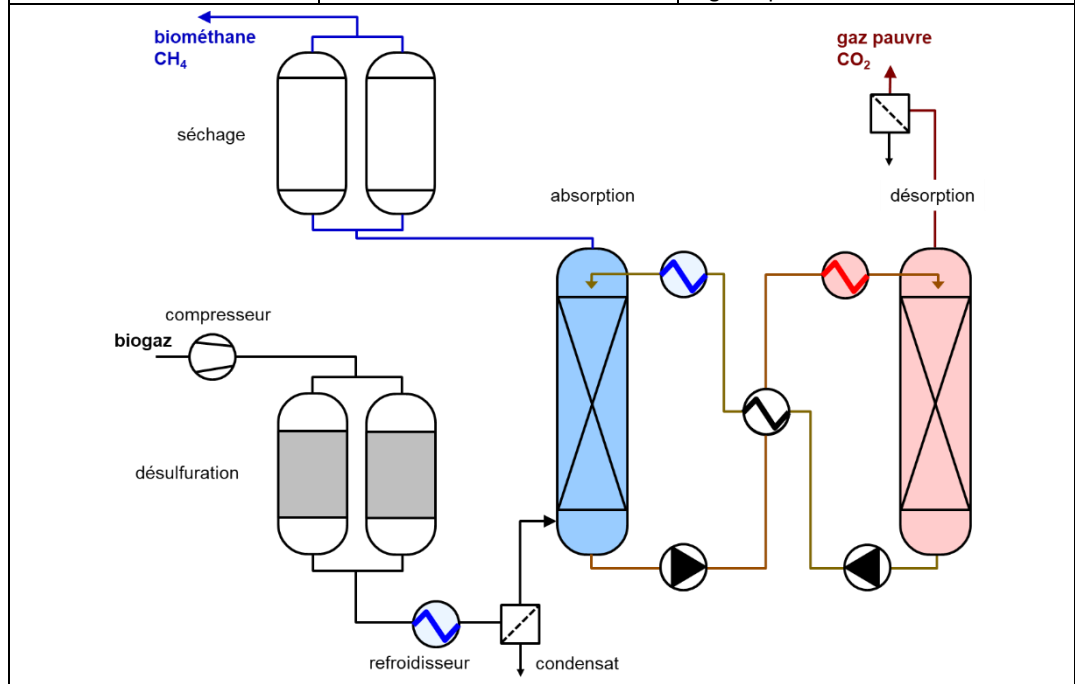 biométhane
CH₄
gaz pauvre
CO₂
séchage
absorption
désorption
compresseur
biogaz
désulfuration
refroidisseur
condensat